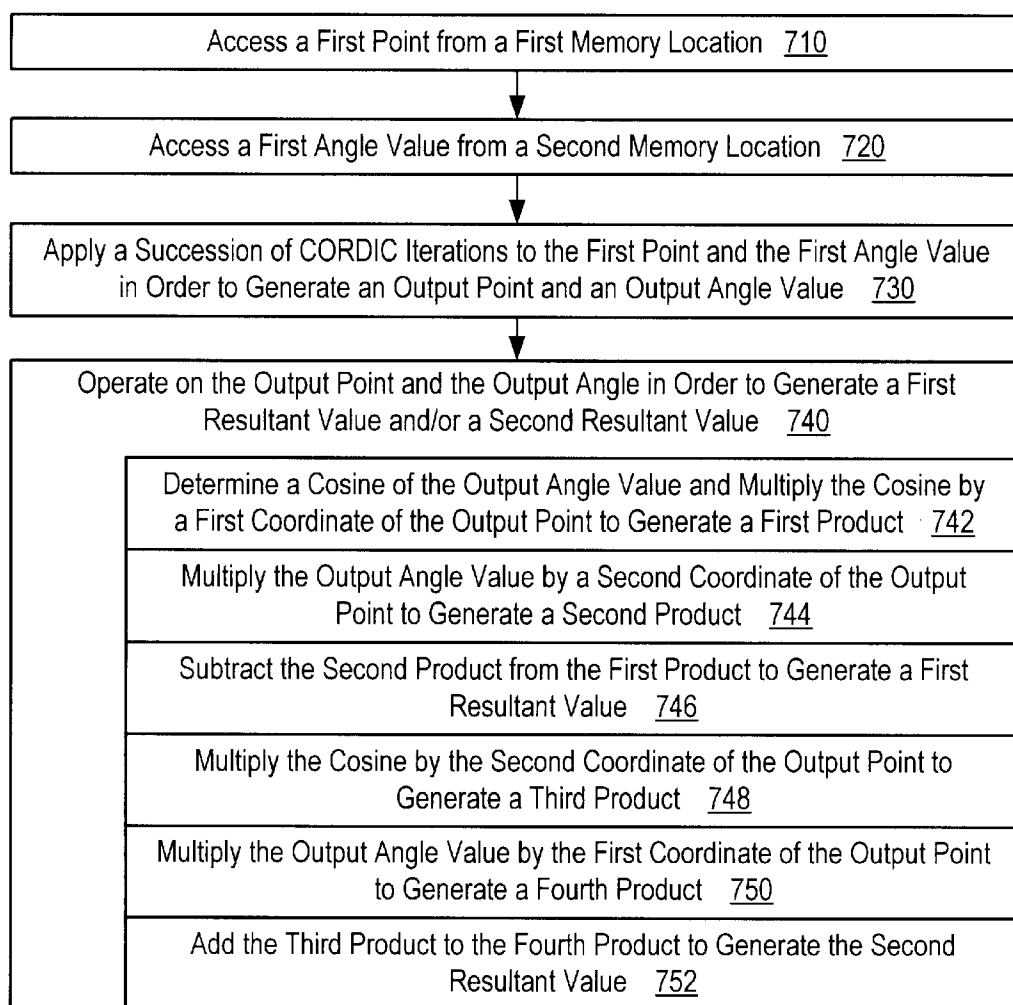 Access a First Point from a First Memory Location 710
Access a First Angle Value from a Second Memory Location 720
Apply a Succession of CORDIC Iterations to the First Point and the First Angle Value
in Order to Generate an Output Point and an Output Angle Value 730
Operate on the Output Point and the Output Angle in Order to Generate a First
Resultant Value and/or a Second Resultant Value 740
Determine a Cosine of the Output Angle Value and Multiply the Cosine by
a First Coordinate of the Output Point to Generate a First Product 742
Multiply the Output Angle Value by a Second Coordinate of the Output
Point to Generate a Second Product 744
Subtract the Second Product from the First Product to Generate a First
Resultant Value 746
Multiply the Cosine by the Second Coordinate of the Output Point to
Generate a Third Product 748
Multiply the Output Angle Value by the First Coordinate of the Output Point
to Generate a Fourth Product 750
Add the Third Product to the Fourth Product to Generate the Second
Resultant Value 752